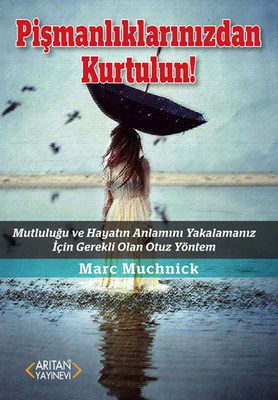 Pişmanlıklarınızdan
Kurtulun!
Mutluluğu ve Hayatın Anlamını Yakalamanız
İçin Gerekli Olan Otuz Yöntem
Marc Muchnick
ARITAN
YAYINEVİ